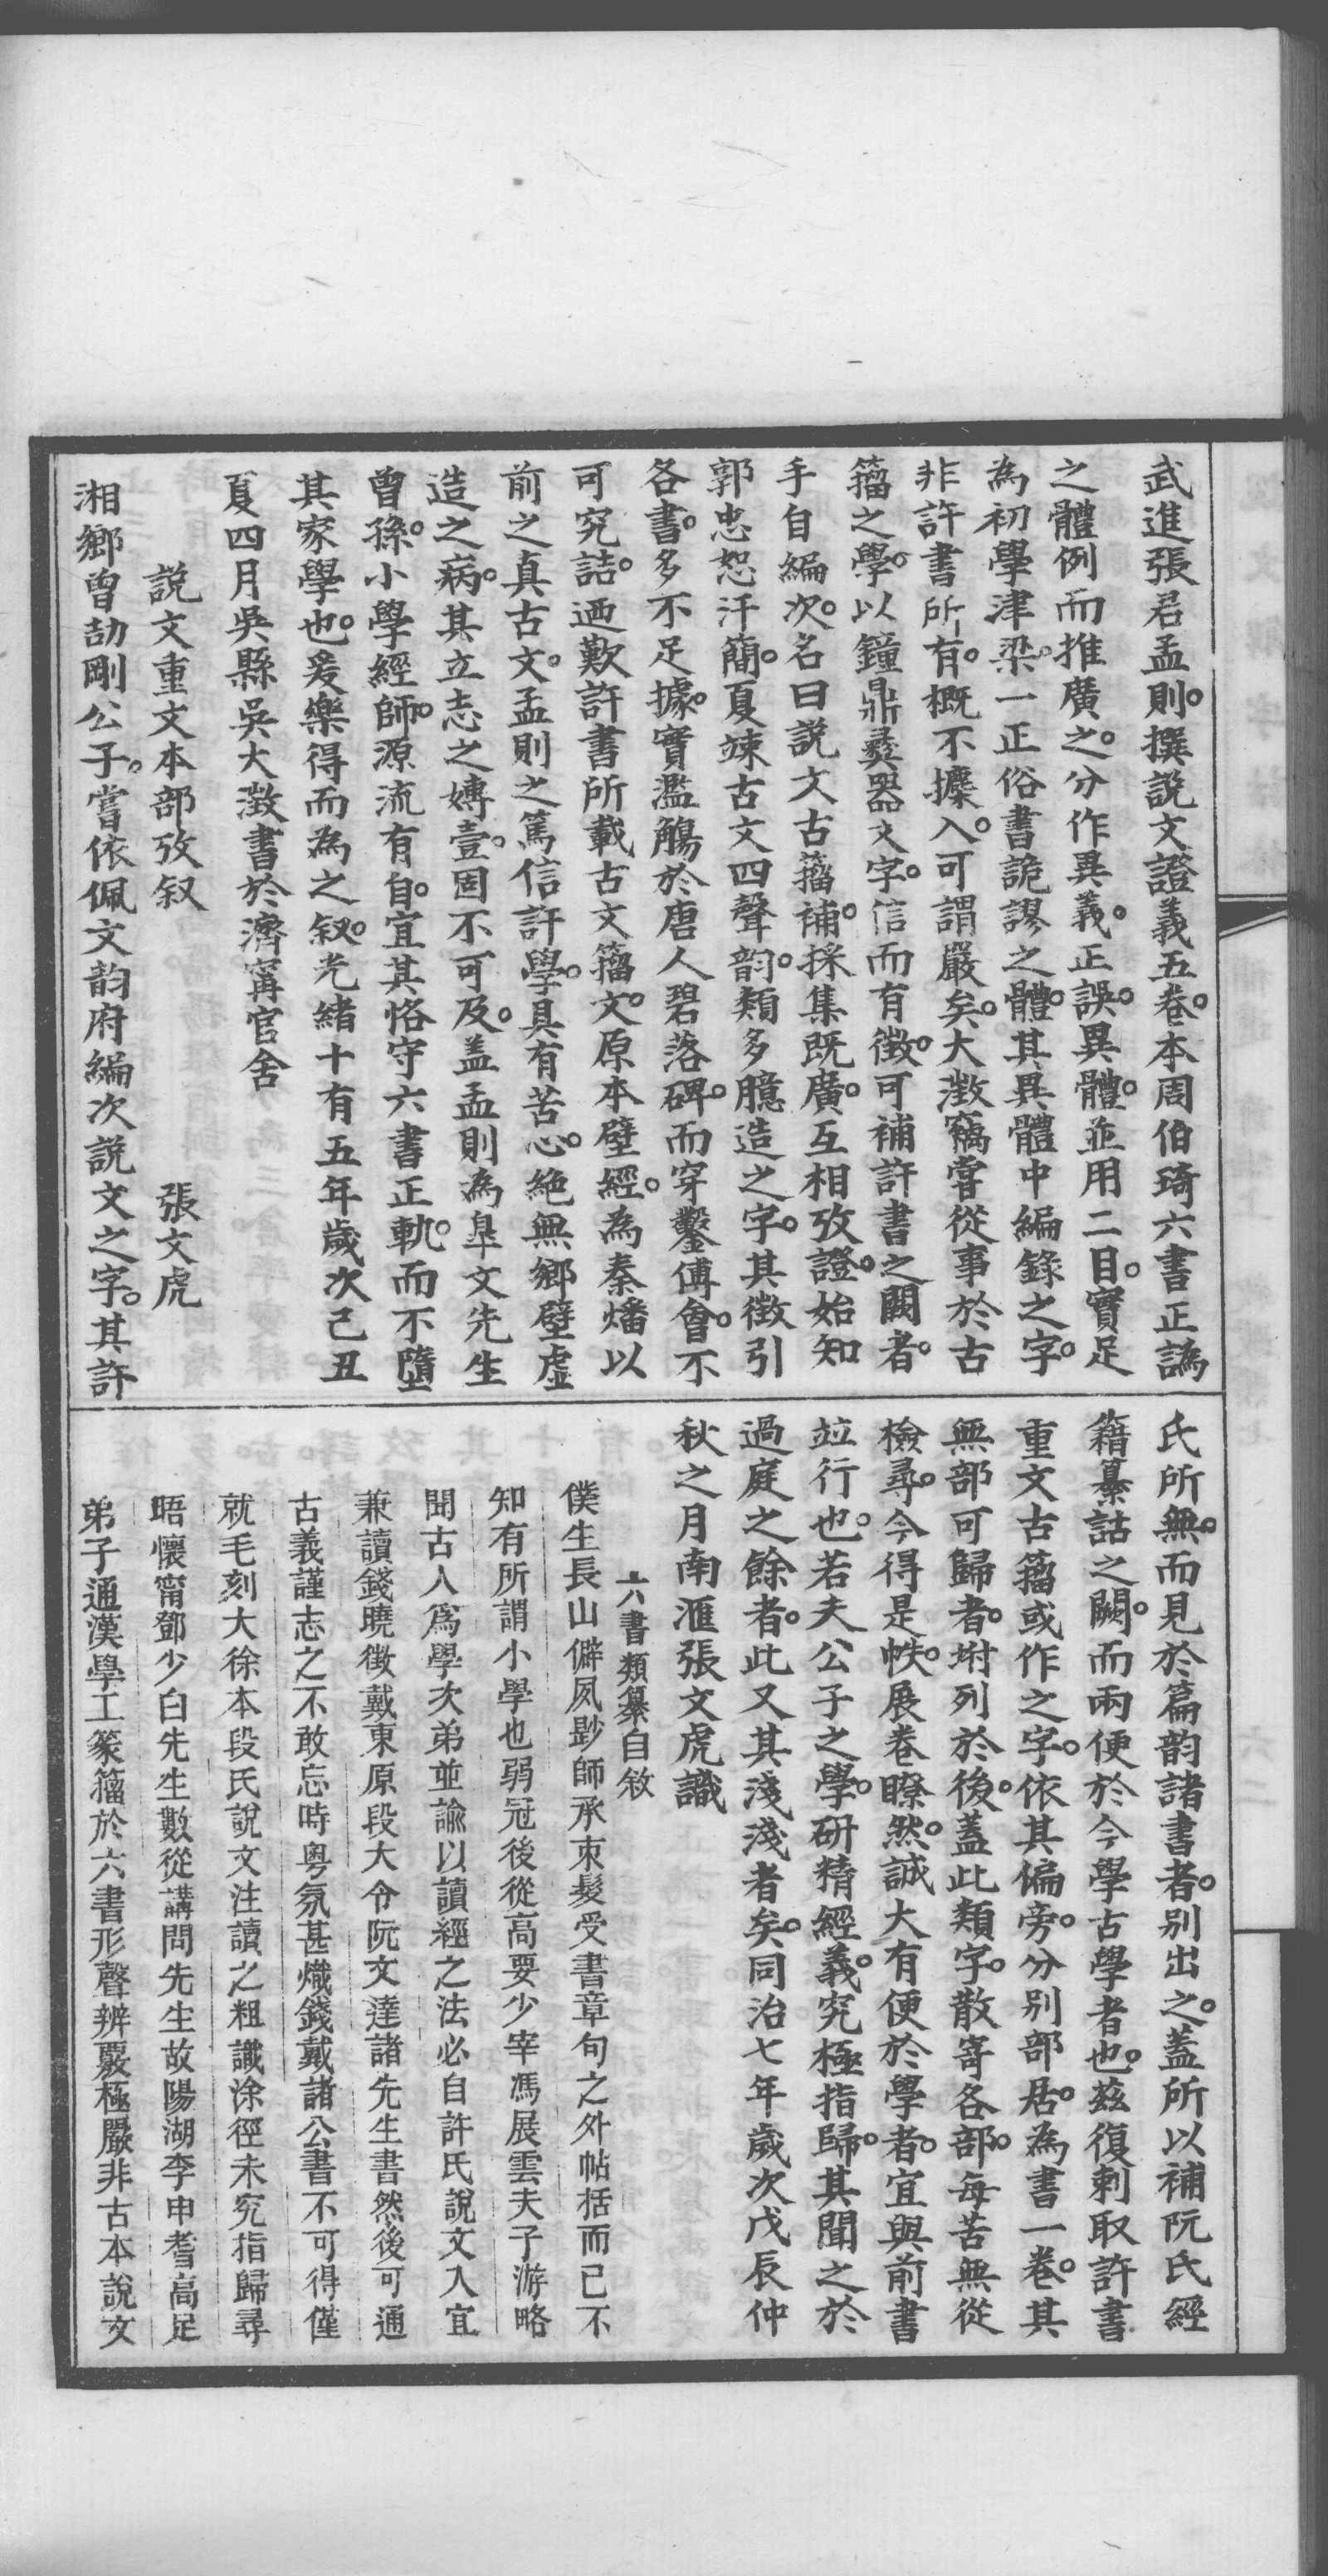 武進張君孟則。撰説文證義五卷。本周伯琦六書正譌
之體例而推廣之。分作異義。正誤。異體。並用二目。實足
為初學津梁。一正俗書詭謬之體。其異體中編錄之字。
非許書所有。概不攗入。可謂嚴矣。大澂竊嘗從事於古
籀之學。以鐘鼎彝器文字。信而有徵。可補許書之闕者。
手自編次。名曰説文古籀補。採集既廣。互相攷證。始知
郭忠恕汗簡。夏竦古文四聲韵。類多臆造之字。其徵引
各書。多不足據。實濫觴於唐人碧落碑。而穿鑿傅會。不
可究詰。迺歎許書所載古文籀文。原本壁經。為秦燔以
前之真古文。孟則之篤信許學。具有苦心。絶無鄉壁虛
造之病。其立志之嫥壹。固不可及。盖孟則為臯文先生
曾孫。小學經師。源流有自。宜其恪守六書正軌。而不墮
其家學也。爰樂得而為之叙。光緒十有五年歲次己丑
夏四月吳縣吳大澂書於濟甯官舍
説文重文本部攷叙　張文虎
湘鄉曾劼剛公子。嘗依佩文韵府編次説文之字。其許
氏所無。而見於篇韵諸書者。别出之。蓋所以補阮氏經
籍纂詁之闕。而兩便於今學古學者也。茲復刺取許書
重文古籀或作之字。依其偏旁。分别部居。為書一卷。其
無部可歸者。坿列於後。蓋此類字。散寄各部。每苦無從
檢尋。今得是帙。展卷瞭然。誠大有便於學者。宜與前書
竝行也。若夫公子之學。研精經義。究極指歸。其聞之於
過庭之餘者。此又其淺淺者矣。同治七年歲次戊辰仲
秋之月南滙張文虎識
六書類纂自敘
僕生長山僻夙尟師承束髮受書章句之外帖括而已不
知有所謂小學也弱冠後從高要少宰馮展雲夫子游略
聞古人爲學次弟並諭以讀經之法必自許氏說文入宜
兼讀錢曉徵戴東原段大令阮文達諸先生書然後可通
古義謹志之不敢忘時粵氛甚熾錢戴諸公書不可得僅
就毛刻大徐本段氏說文注讀之粗識涂徑未究指歸尋
晤懷甯鄧少白先生數從講問先生故陽湖李申耆高足
弟子通漢學工篆籀於六書形聲辨覈極嚴非古本說文